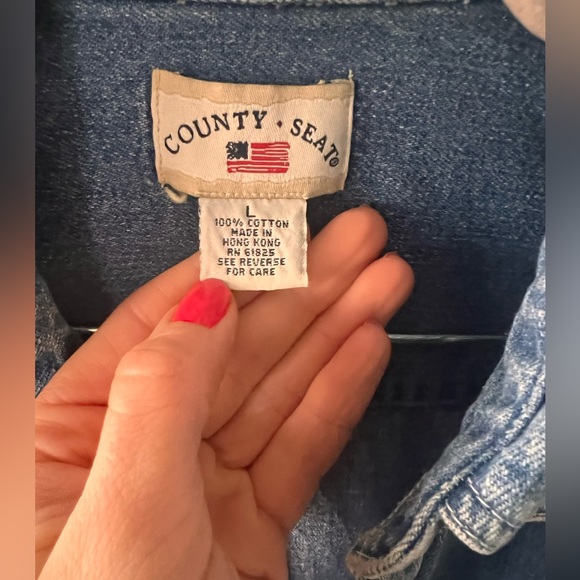 COUNTY · SEAT®
L
100% COTTON
MADE IN
HONG KONG
RN 61825
SEE REVERSE
FOR CARE